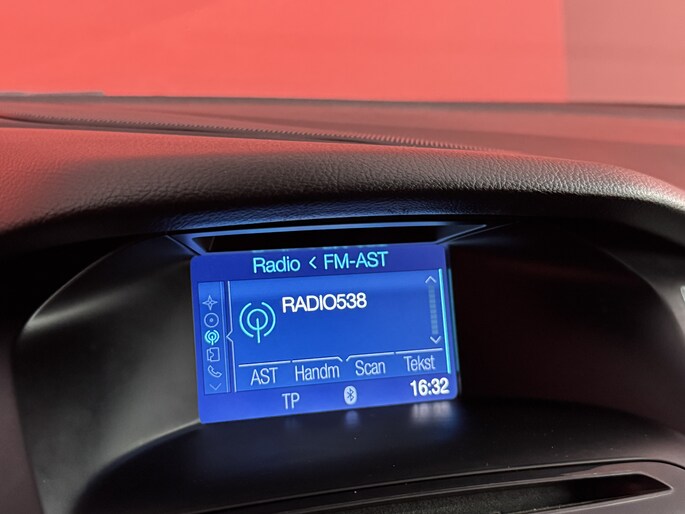 Radio < FM-AST
RADIO538
AST Handm Scan Tekst
TP 16:32